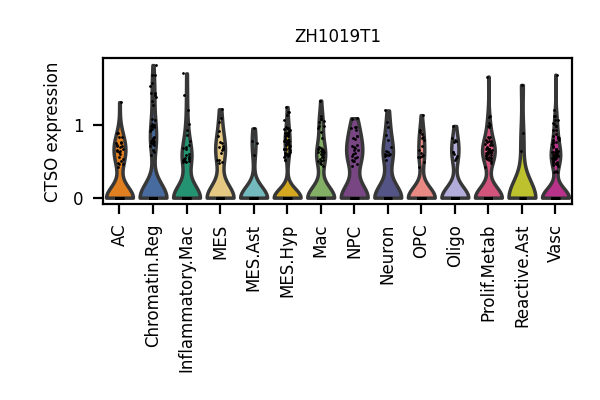 ZH1019T1
CTSO expression
1
0
AC
Chromatin.Reg
Inflammatory.Mac
MES
MES.Ast
MES.Hyp
Mac
NPC
Neuron
OPC
Oligo
Prolif.Metab
Reactive.Ast
Vasc